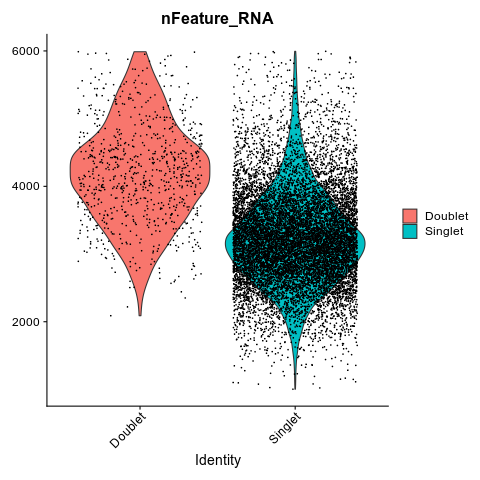 nFeature_RNA
6000
4000
2000
Doublet
Singlet
Identity
Doublet
Singlet